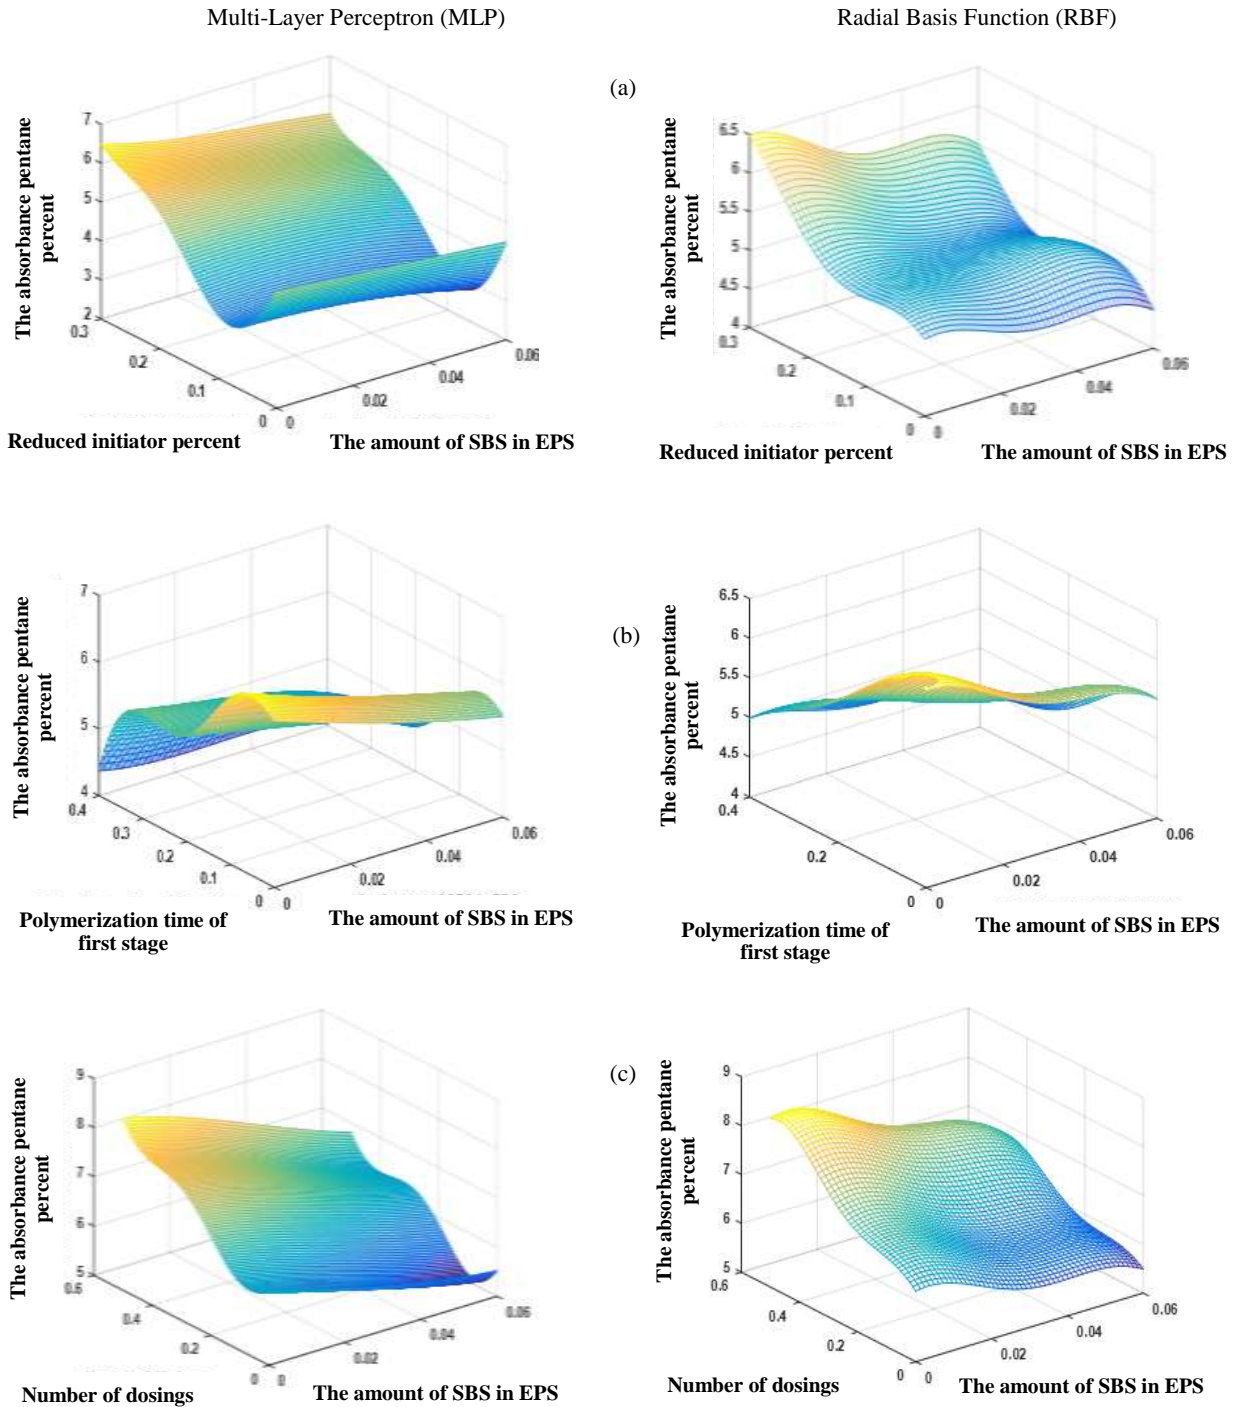 Multi-Layer Perceptron (MLP)
Radial Basis Function (RBF)
(a)
The absorbance pentane
percent
7
6
5
4
3
2
0.3
0.2
0.1
0
0
0.02
0.04
0.06
Reduced initiator percent
The amount of SBS in EPS
The absorbance pentane
percent
6.5
6
5.5
5
4.5
4
0.3
0.2
0.1
0
0
0.02
0.04
0.06
Reduced initiator percent
The amount of SBS in EPS
(b)
The absorbance pentane
percent
7
6
5
4
0.4
0.3
0.2
0.1
0
0
0.02
0.04
0.06
Polymerization time of
first stage
The amount of SBS in EPS
The absorbance pentane
percent
6.5
6
5.5
5
4.5
4
0.4
0.2
0
0
0.02
0.04
0.06
Polymerization time of
first stage
The amount of SBS in EPS
(c)
The absorbance pentane
percent
9
8
7
6
5
0.6
0.4
0.2
0
0
0.02
0.04
0.06
Number of dosings
The amount of SBS in EPS
The absorbance pentane
percent
9
8
7
6
5
0.6
0.4
0.2
0
0
0.02
0.04
0.06
Number of dosings
The amount of SBS in EPS